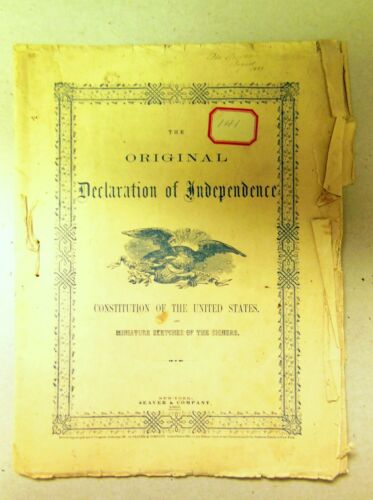 141
THE
ORIGINAL
Declaration of Independence
CONSTITUTION OF THE UNITED STATES,
AND
MINIATURE SKETCHES OF THE SIGNERS.
NEW-YORK:
SEAVER & COMPANY,